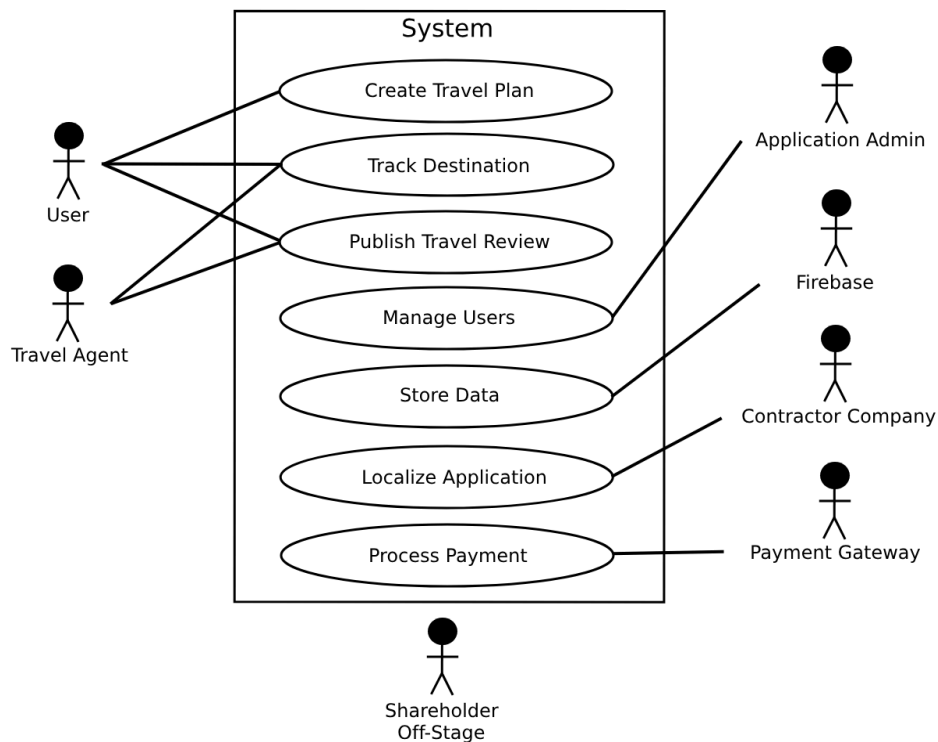 System
Create Travel Plan
Track Destination
Publish Travel Review
Manage Users
Store Data
Localize Application
Process Payment
User
Travel Agent
Application Admin
Firebase
Contractor Company
Payment Gateway
Shareholder
Off-Stage